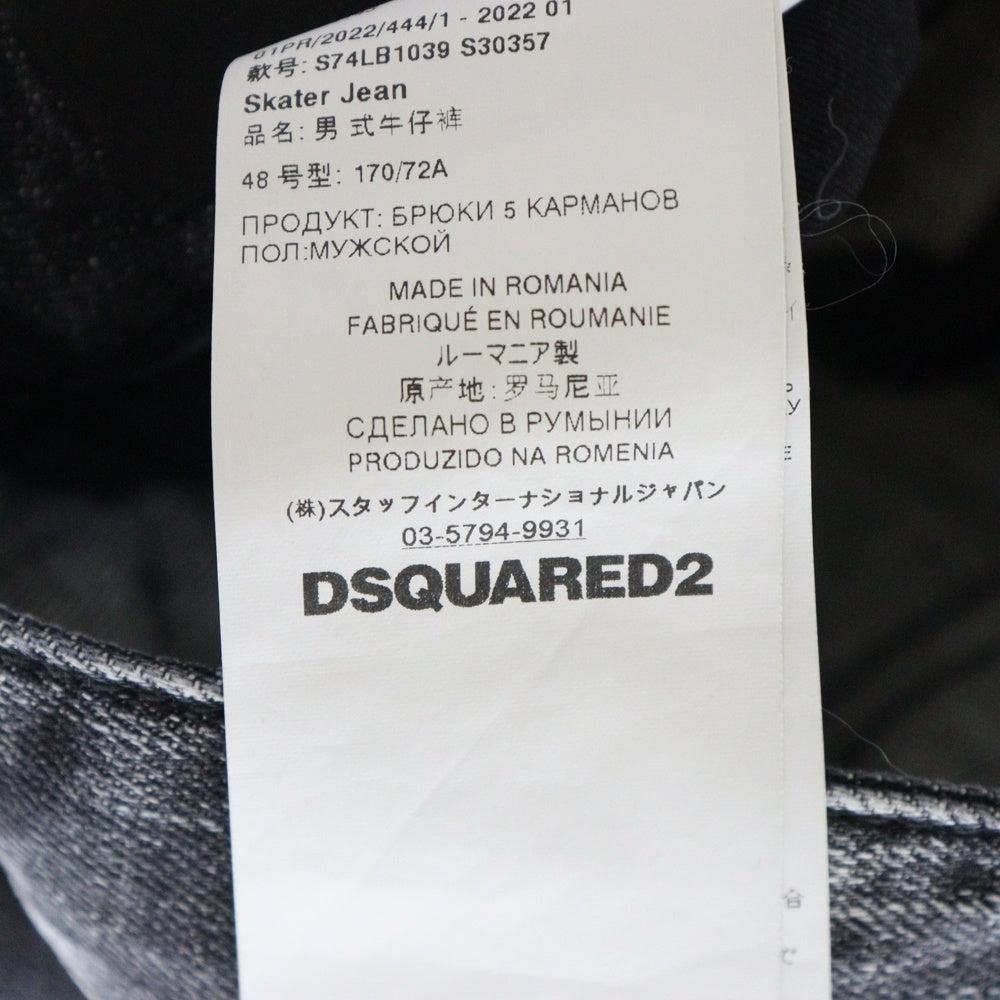 01PR/2022/444/1 - 2022 01
款号: S74LB1039 S30357
Skater Jean
品名: 男 式牛仔裤
48 号型: 170/72A
ПРОДУКТ: БРЮКИ 5 КАРМАНОВ
ПОЛ:МУЖСКОЙ
MADE IN ROMANIA
FABRIQUÉ EN ROUMANIE
ルーマニア製
原产地: 罗马尼亚
СДЕЛАНО В РУМЫНИИ
PRODUZIDO NA ROMENIA
(株)スタッフインターナショナルジャパン
03-5794-9931
DSQUARED2